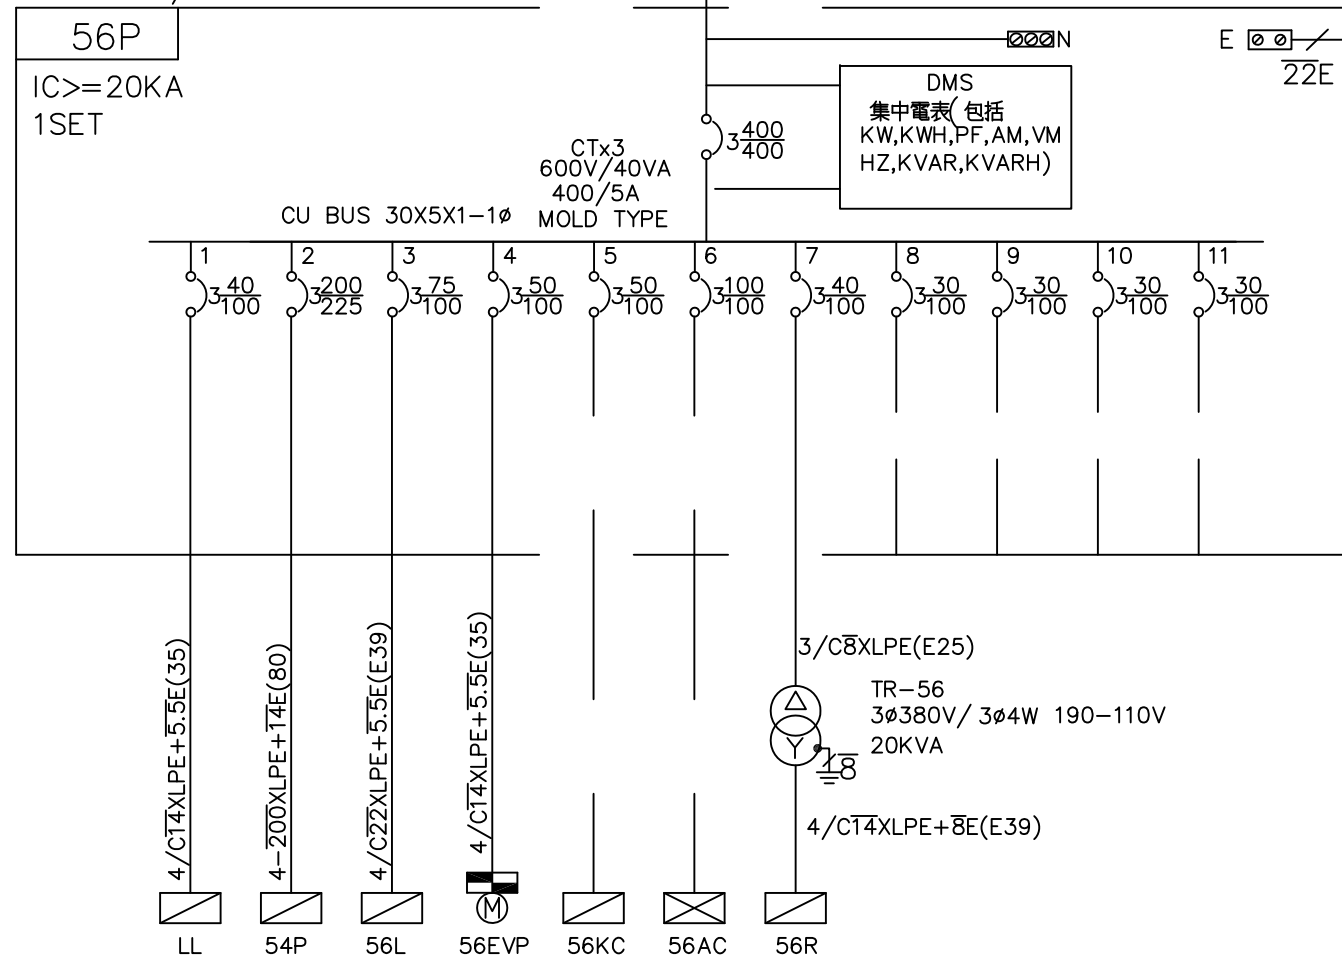 56P
IC>=20KA
1SET
N
E
22E
DMS
集中電表(包括
KW,KWH,PF,AM,VM
HZ,KVAR,KVARH)
3 400/400
CTx3
600V/40VA
400/5A
MOLD TYPE
CU BUS 30X5X1-1ø
1 2 3 4 5 6 7 8 9 10 11
3 40/100 3 200/225 3 75/100 3 50/100 3 50/100 3 100/100 3 40/100 3 30/100 3 30/100 3 30/100 3 30/100
4/C14XLPE+5.5E(35)
4-200XLPE+14E(80)
4/C22XLPE+5.5E(E39)
4/C14XLPE+5.5E(35)
3/C8XLPE(E25)
TR-56
3ø380V/ 3ø4W 190-110V
20KVA
Y
8
4/C14XLPE+8E(E39)
M
LL 54P 56L 56EVP 56KC 56AC 56R